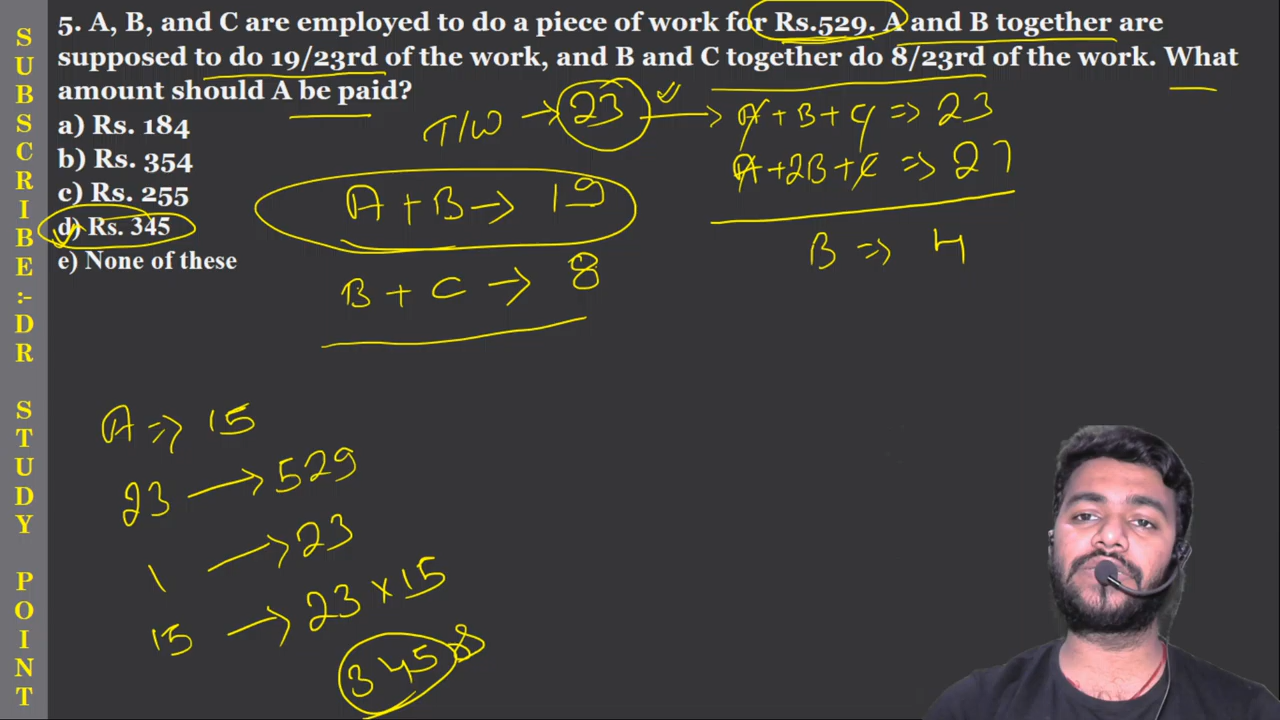 SUBSCRIBE:-DR STUDY POINT
5. A, B, and C are employed to do a piece of work for Rs.529. A and B together are
supposed to do 19/23rd of the work, and B and C together do 8/23rd of the work. What
amount should A be paid?
a) Rs. 184
b) Rs. 354
c) Rs. 255
d) Rs. 345
e) None of these
T/W → 23 ✓ → A + B + C ⇒ 23
A + 2B + C ⇒ 27
B ⇒ 4
A + B → 19
B + C → 8
A ⇒ 15
23 → 529
1 → 23
15 → 23 × 15
345